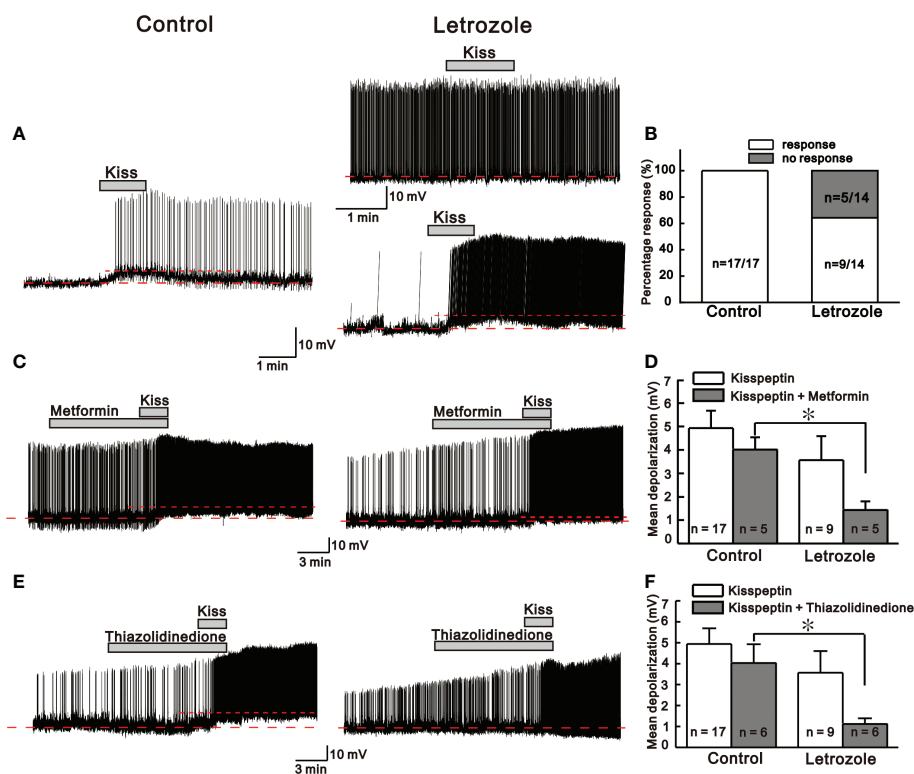 Control
Letrozole
Kiss
A
Kiss
10 mV
1 min
Kiss
10 mV
1 min
B
response
no response
Percentage response (%)
100
80
60
40
20
0
n=17/17
n=5/14
n=9/14
Control
Letrozole
C
Kiss
Metformin
Kiss
Metformin
10 mV
3 min
D
Kisspeptin
Kisspeptin + Metformin
Mean depolarization (mV)
7
6
5
4
3
2
1
0
*
n = 17
n = 5
n = 9
n = 5
Control
Letrozole
E
Kiss
Thiazolidinedione
Kiss
Thiazolidinedione
10 mV
3 min
F
Kisspeptin
Kisspeptin + Thiazolidinedione
Mean depolarization (mV)
7
6
5
4
3
2
1
0
*
n = 17
n = 6
n = 9
n = 6
Control
Letrozole